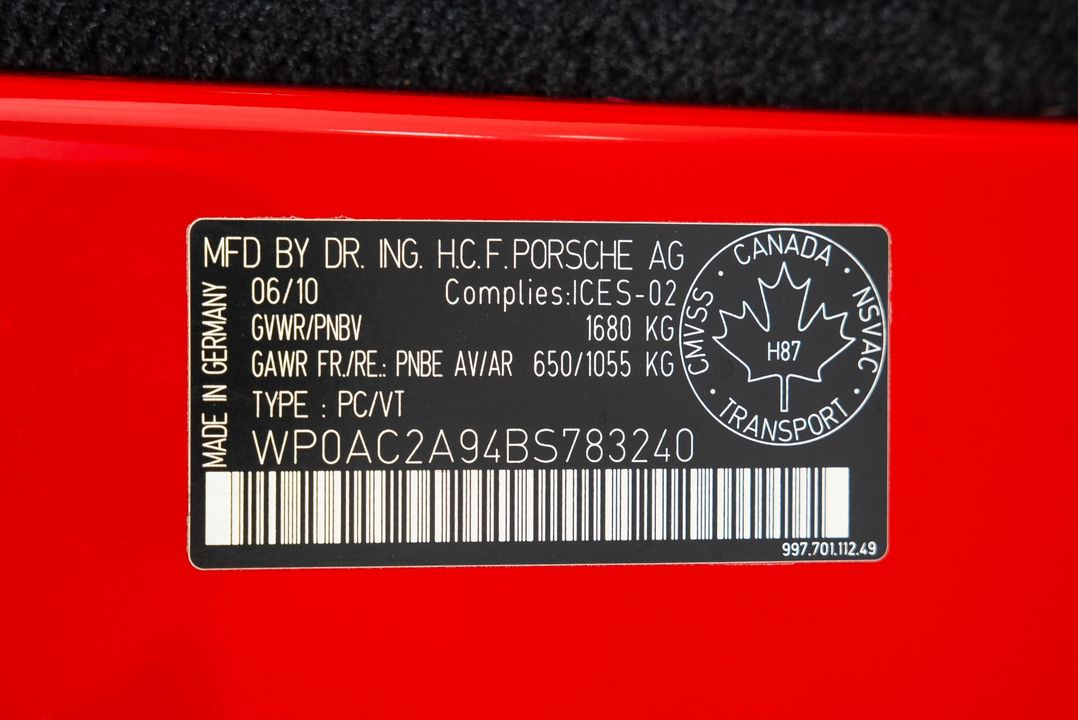 MFD BY DR. ING. H.C.F.PORSCHE AG
06/10 Complies:ICES-02
GVWR/PNBV 1680 KG
GAWR FR./RE.: PNBE AV/AR 650/1055 KG
TYPE : PC/VT
WP0AC2A94BS783240
MADE IN GERMANY
CANADA · NSVAC · TRANSPORT · CMVSS ·
H87
997.701.112.49